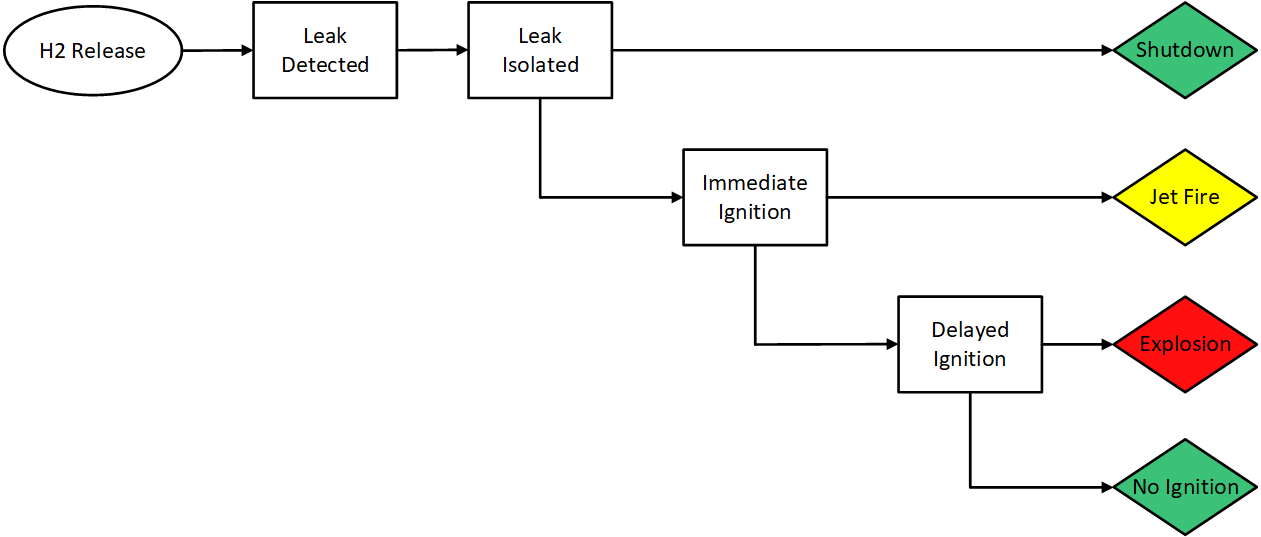 H2 Release
Leak
Detected
Leak
Isolated
Shutdown
Immediate
Ignition
Jet Fire
Delayed
Ignition
Explosion
No Ignition